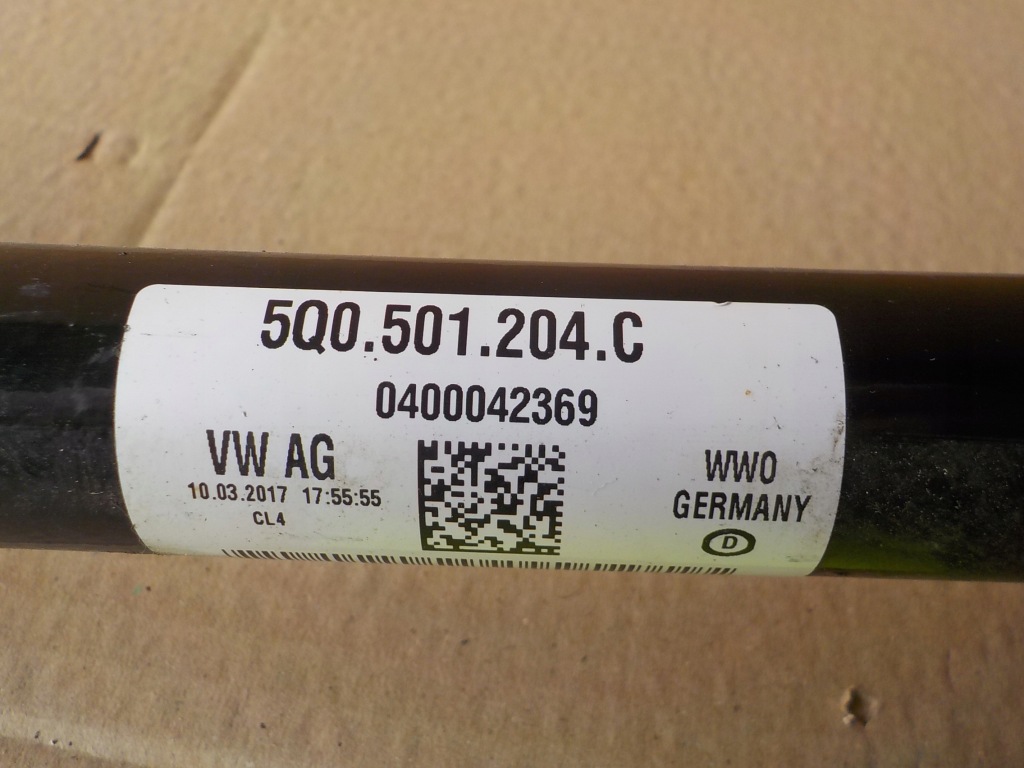 5Q0.501.204.C
0400042369
VW AG
10.03.2017 17:55:55
CL4
WWO
GERMANY
D